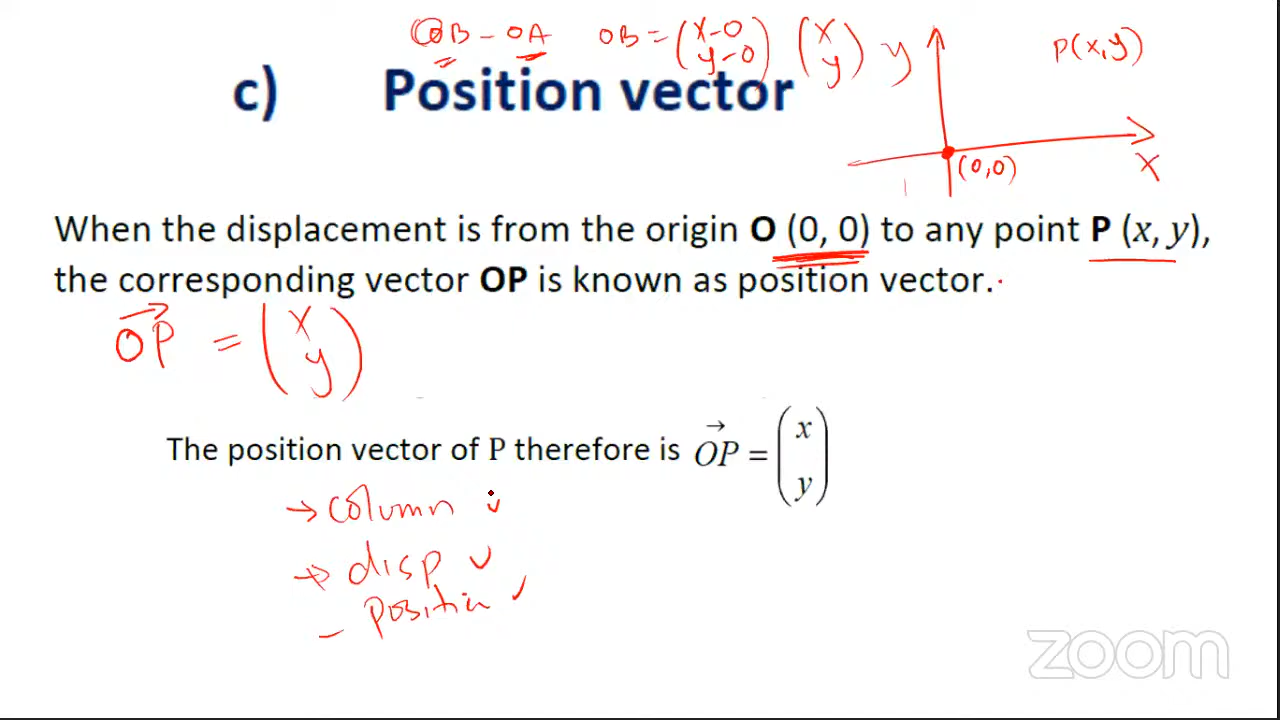 OB - OA OB = (x-0 y-0) (x y) y P(x,y)
c) Position vector
(0,0) x
When the displacement is from the origin O (0, 0) to any point P (x, y),
the corresponding vector OP is known as position vector.
OP = (x y)
The position vector of P therefore is OP = (x y)
→ column ✓
→ disp ✓
- Position ✓
zoom